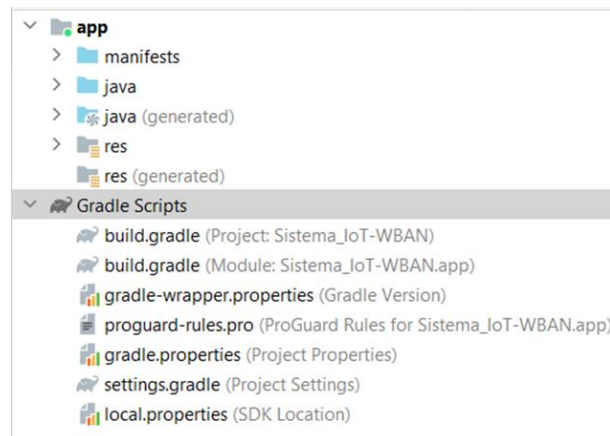 app
manifests
java
java (generated)
res
res (generated)
Gradle Scripts
build.gradle (Project: Sistema_IoT-WBAN)
build.gradle (Module: Sistema_IoT-WBAN.app)
gradle-wrapper.properties (Gradle Version)
proguard-rules.pro (ProGuard Rules for Sistema_IoT-WBAN.app)
gradle.properties (Project Properties)
settings.gradle (Project Settings)
local.properties (SDK Location)